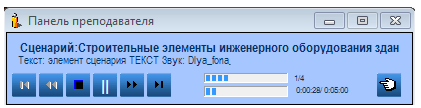 Панель преподавателя
Сценарий:Строительные элементы инженерного оборудования здан
Текст: элемент сценария ТЕКСТ Звук: Dlya_fona,
1/4
0:00:28/ 0:05:00